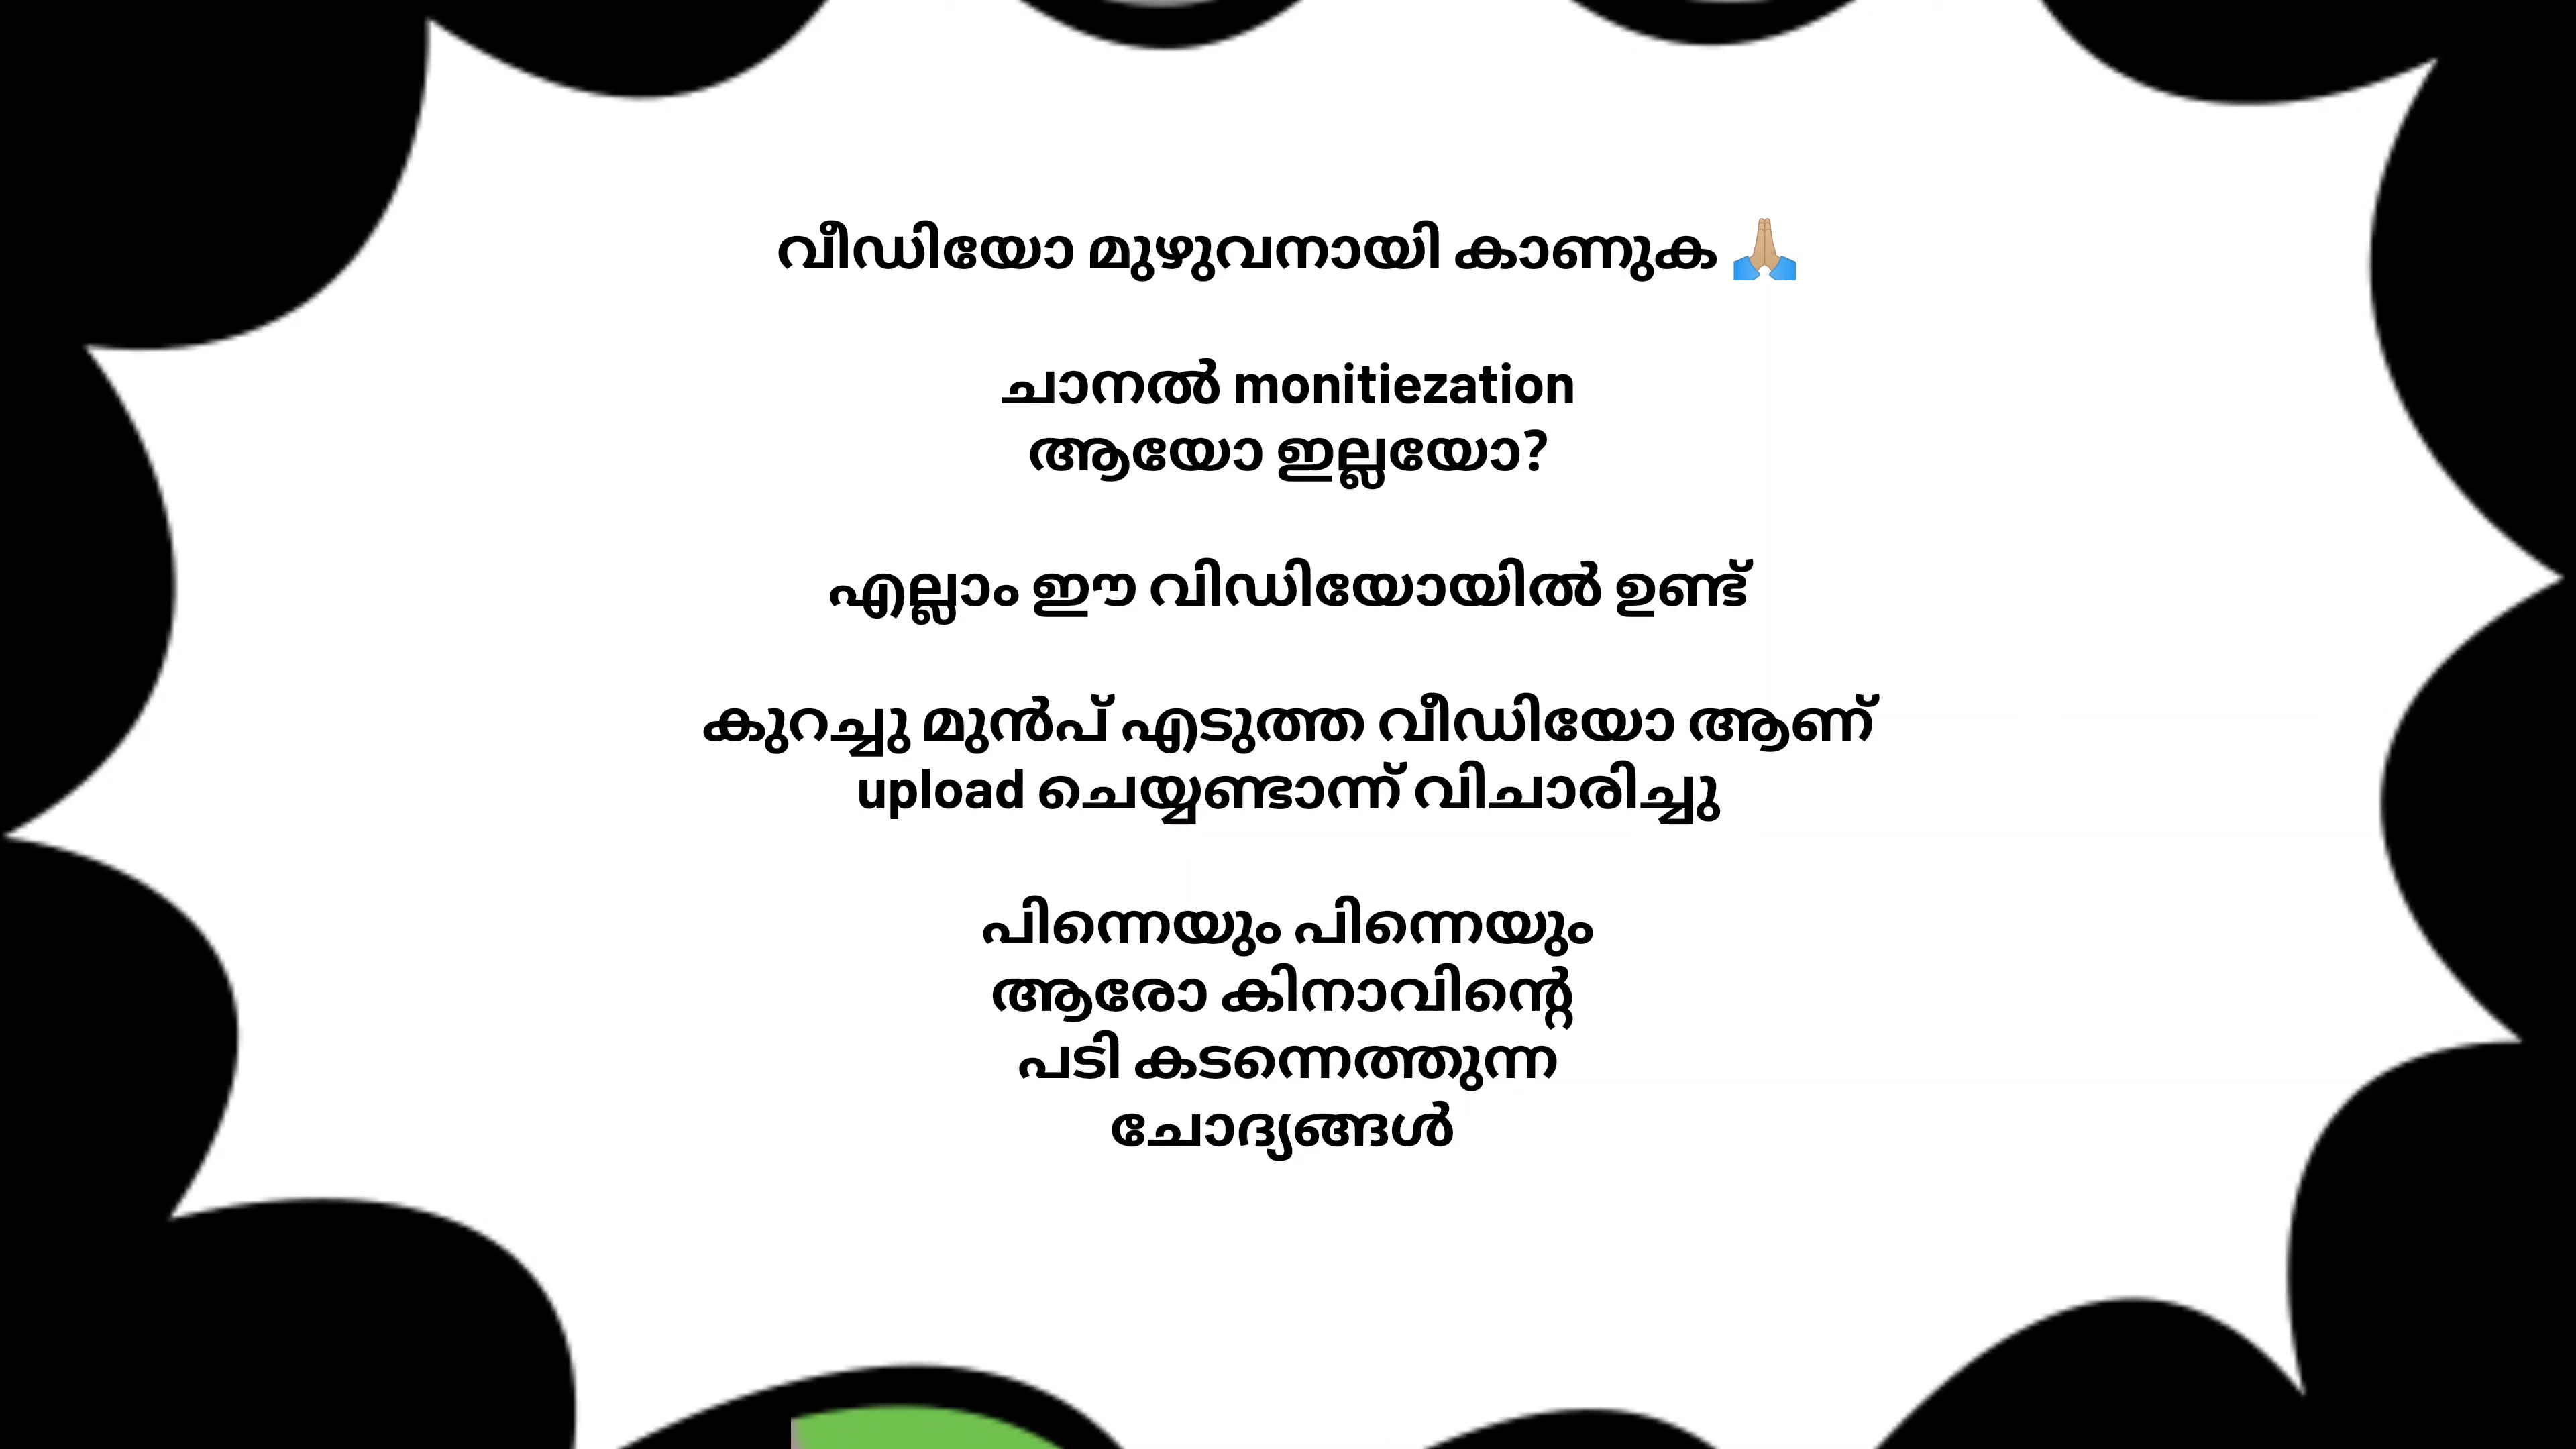 വീഡിയോ മുഴുവനായി കാണുക 🙏🏼
ചാനൽ monitiezation
ആയോ ഇല്ലയോ?
എല്ലാം ഈ വിഡിയോയിൽ ഉണ്ട്
കുറച്ചു മുൻപ് എടുത്ത വീഡിയോ ആണ്
upload ചെയ്യണ്ടാന്ന് വിചാരിച്ചു
പിന്നെയും പിന്നെയും
ആരോ കിനാവിന്റെ
പടി കടന്നെത്തുന്ന
ചോദ്യങ്ങൾ